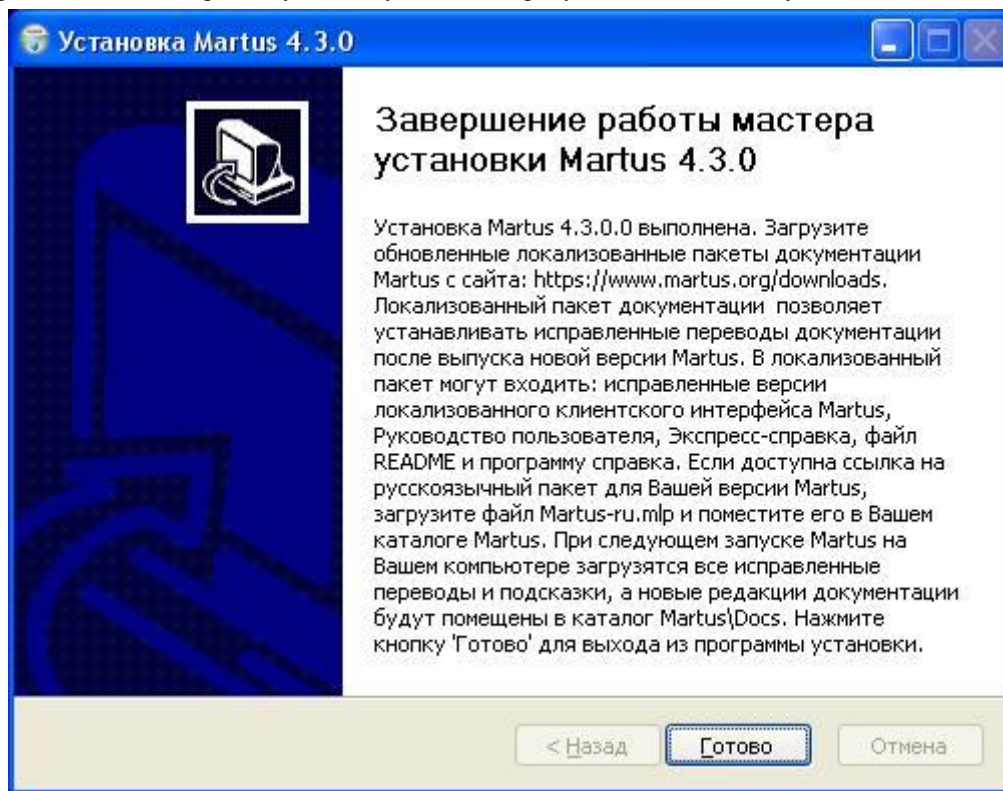 Установка Martus 4.3.0
Завершение работы мастера
установки Martus 4.3.0
Установка Martus 4.3.0.0 выполнена. Загрузите
обновленные локализованные пакеты документации
Martus с сайта: https://www.martus.org/downloads.
Локализованный пакет документации позволяет
устанавливать исправленные переводы документации
после выпуска новой версии Martus. В локализованный
пакет могут входить: исправленные версии
локализованного клиентского интерфейса Martus,
Руководство пользователя, Экспресс-справка, файл
README и программу справка. Если доступна ссылка на
русскоязычный пакет для Вашей версии Martus,
загрузите файл Martus-ru.mlp и поместите его в Вашем
каталоге Martus. При следующем запуске Martus на
Вашем компьютере загрузятся все исправленные
переводы и подсказки, а новые редакции документации
будут помещены в каталог Martus\Docs. Нажмите
кнопку 'Готово' для выхода из программы установки.
< Назад Готово Отмена